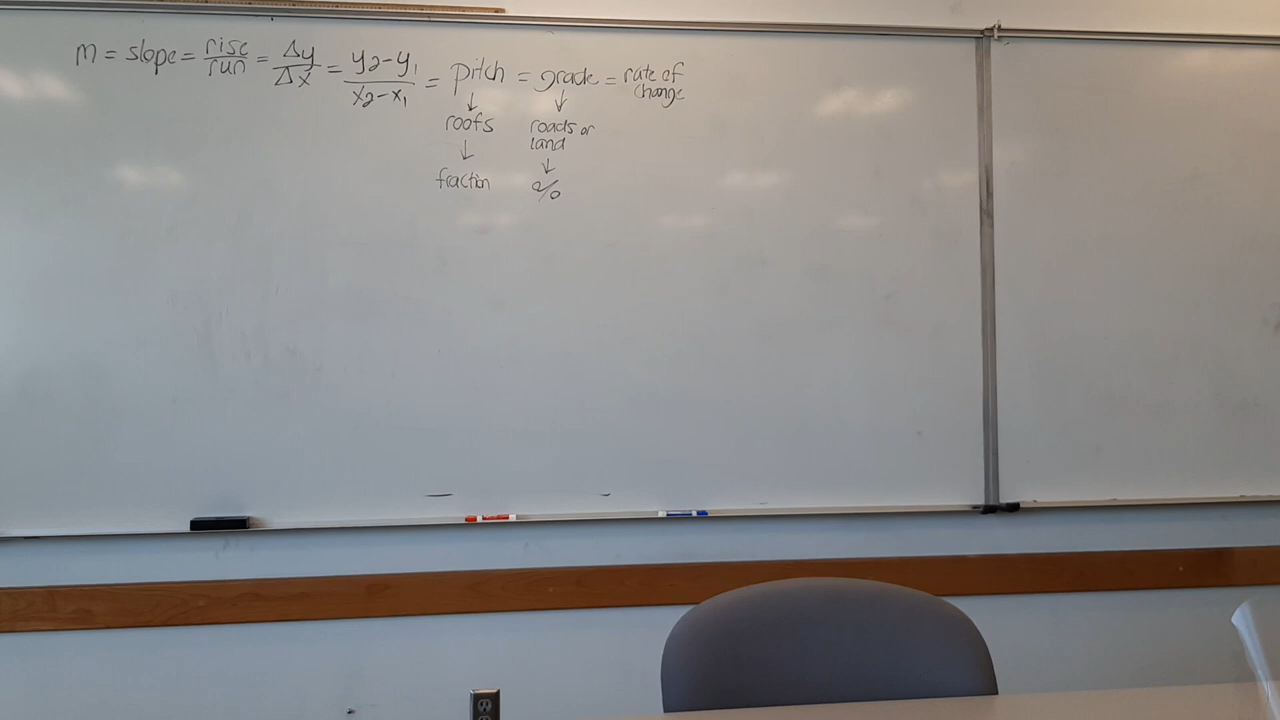 m = slope = rise/run = Δy/Δx = y₂-y₁/x₂-x₁ = pitch = grade = rate of change
↓ ↓
roofs roads or land
↓ ↓
fraction %